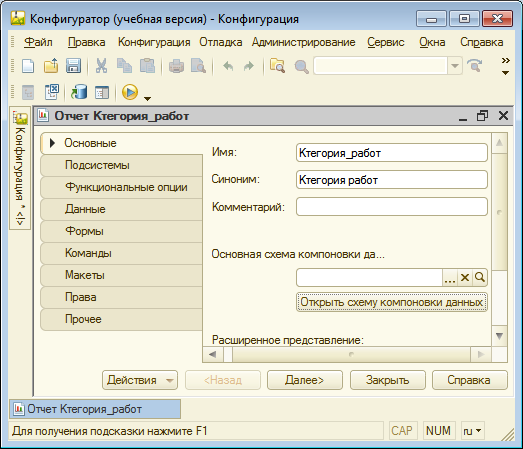 Конфигуратор (учебная версия) - Конфигурация
Файл Правка Конфигурация Отладка Администрирование Сервис Окна Справка
Конфигурация * <|>
Отчет Ктегория_работ
Основные
Подсистемы
Функциональные опции
Данные
Формы
Команды
Макеты
Права
Прочее
Имя: Ктегория_работ
Синоним: Ктегория работ
Комментарий:
Основная схема компоновки да...
... 
Открыть схему компоновки данных
Расширенное представление:
Действия <Назад Далее> Закрыть Справка
Отчет Ктегория_работ
Для получения подсказки нажмите F1 CAP NUM ru